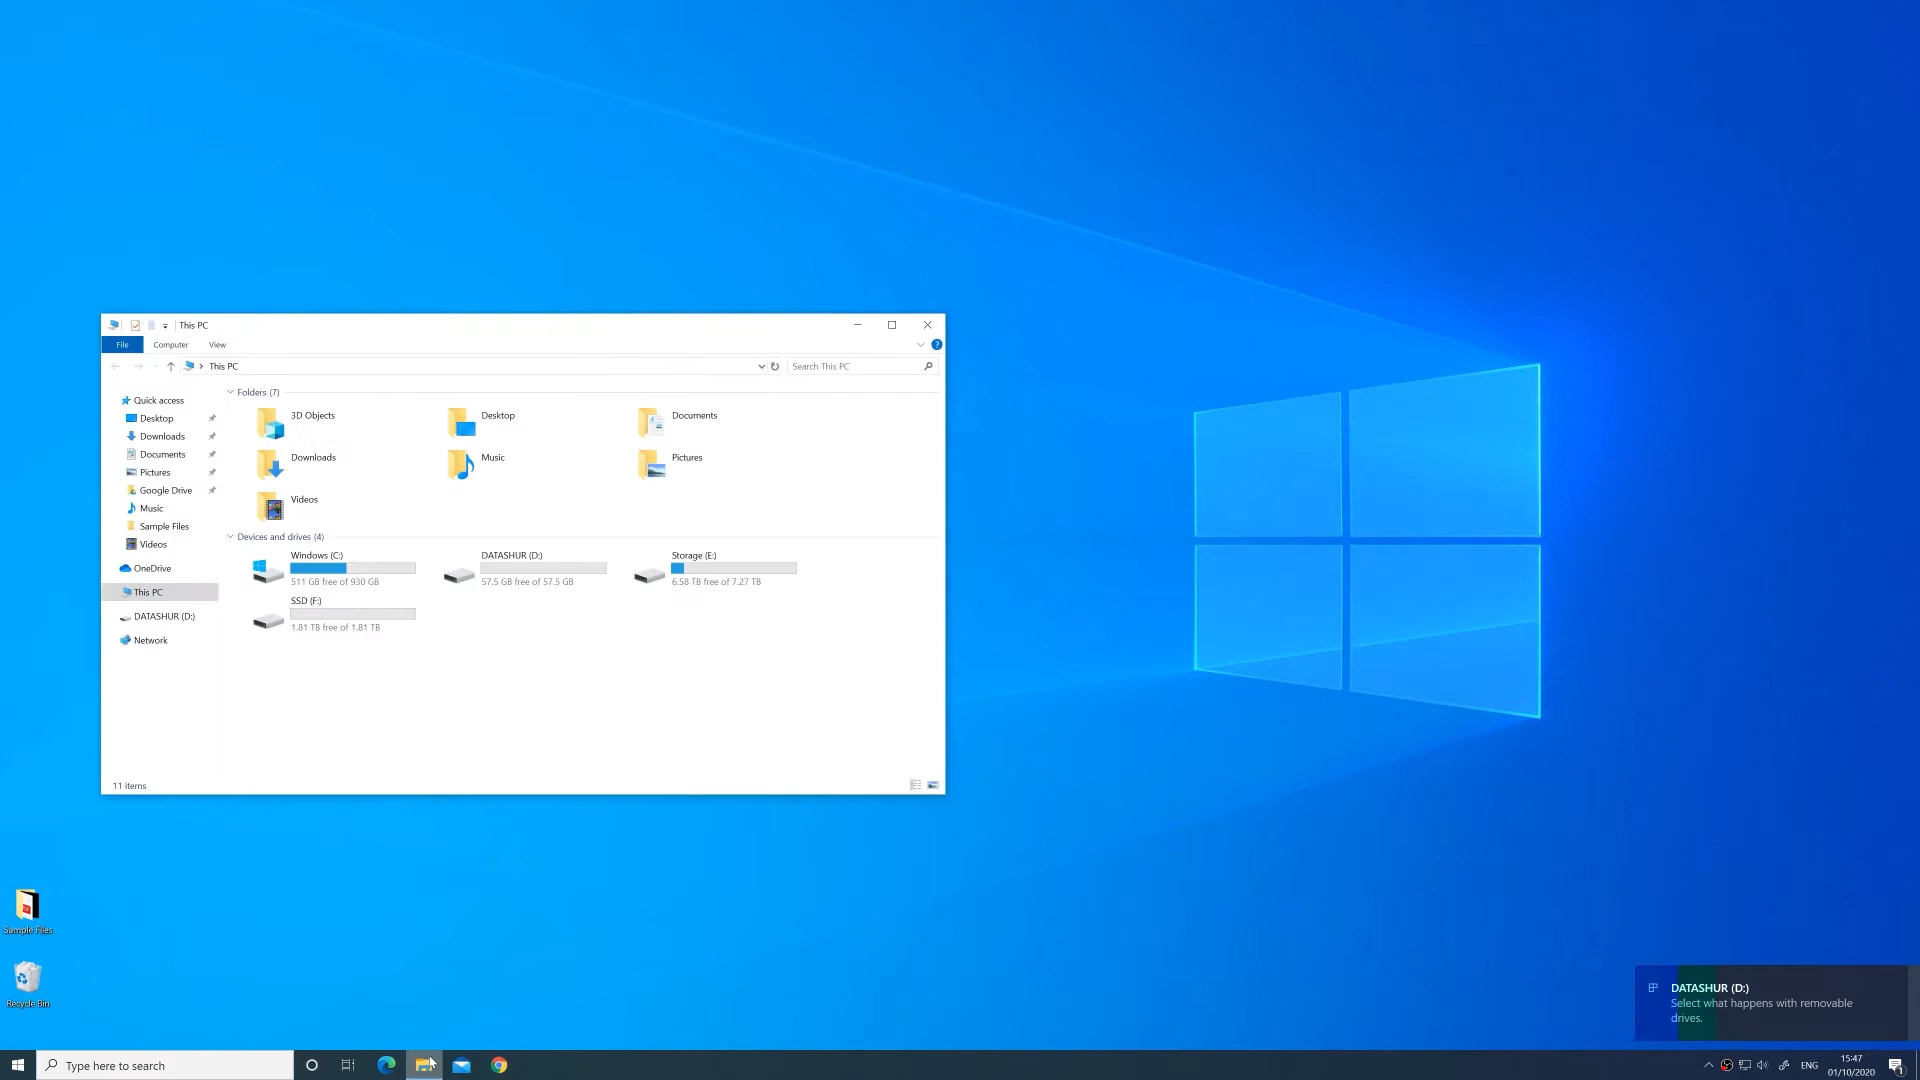 This PC
File Computer View
This PC
Search This PC
Quick access
Desktop
Downloads
Documents
Pictures
Google Drive
Music
Sample Files
Videos
OneDrive
This PC
DATASHUR (D:)
Network
Folders (7)
3D Objects
Desktop
Documents
Downloads
Music
Pictures
Videos
Devices and drives (4)
Windows (C:)
511 GB free of 930 GB
DATASHUR (D:)
57.5 GB free of 57.5 GB
Storage (E:)
6.58 TB free of 7.27 TB
SSD (F:)
1.81 TB free of 1.81 TB
11 items
Sample Files
Recycle Bin
DATASHUR (D:)
Select what happens with removable
drives.
Type here to search
ENG
15:47
01/10/2020
1